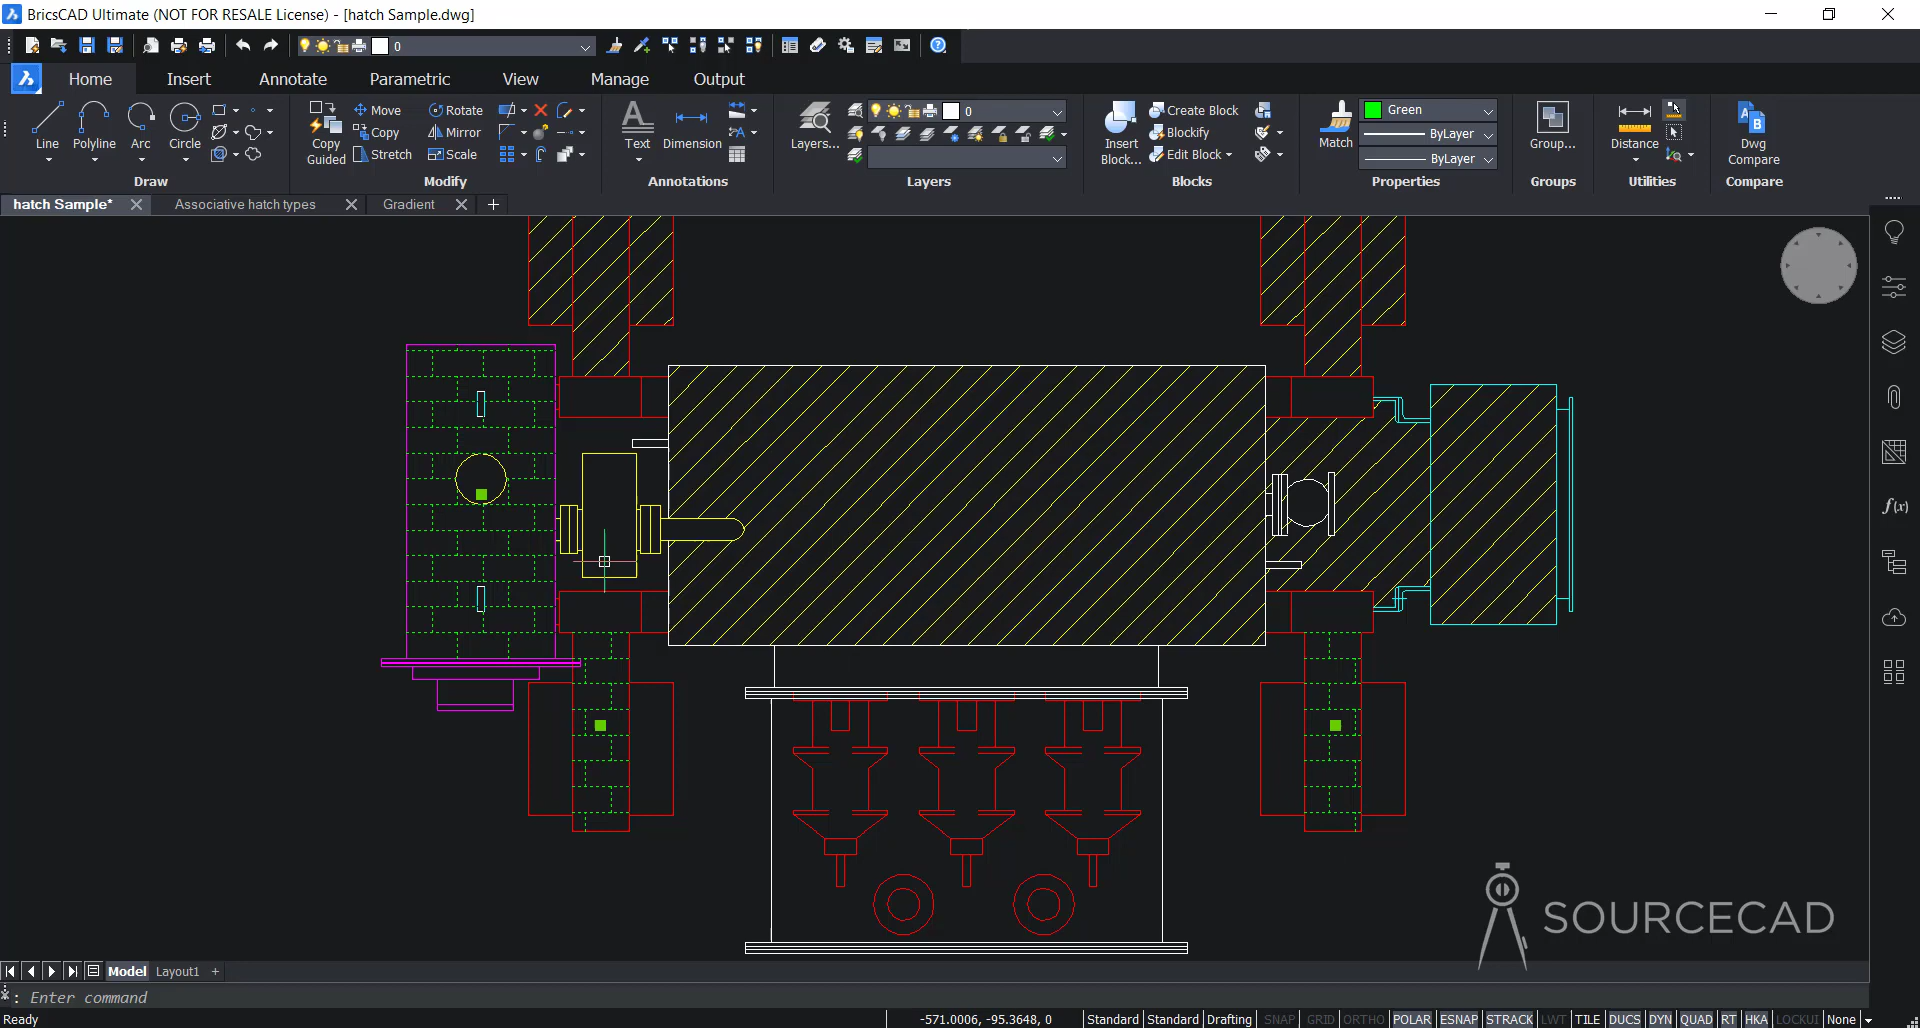 BricsCAD Ultimate (NOT FOR RESALE License) - [hatch Sample.dwg]
0
Home Insert Annotate Parametric View Manage Output
Line Polyline Arc Circle
Draw
Copy Guided
Move Rotate
Copy Mirror
Stretch Scale
Modify
Text Dimension
Annotations
Layers...
0
Layers
Insert Block...
Create Block
Blockify
Edit Block
Blocks
Match
Green
ByLayer
ByLayer
Properties
Group...
Groups
Distance
Utilities
Dwg Compare
Compare
hatch Sample* Associative hatch types Gradient +
f(x)
SOURCECAD
Model Layout1 +
: Enter command
Ready -571.0006, -95.3648, 0 Standard Standard Drafting SNAP GRID ORTHO POLAR ESNAP STRACK LWT TILE DUCS DYN QUAD RT HKA LOCKUI None